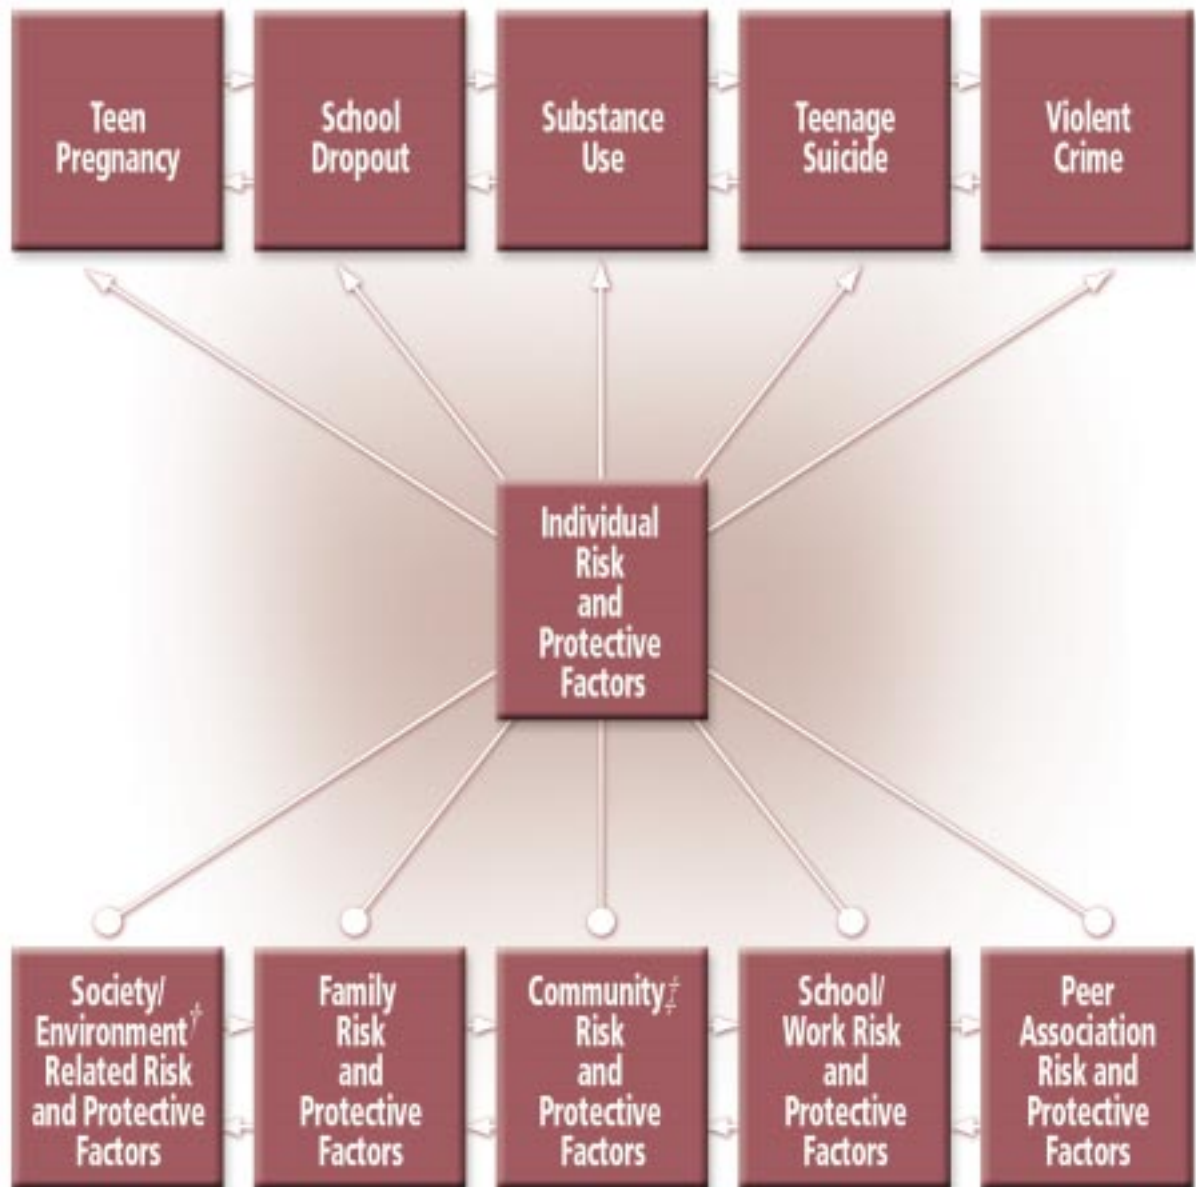 Teen
Pregnancy
School
Dropout
Substance
Use
Teenage
Suicide
Violent
Crime
Individual
Risk
and
Protective
Factors
Society/
Environment†
Related Risk
and Protective
Factors
Family
Risk
and
Protective
Factors
Community‡
Risk
and
Protective
Factors
School/
Work Risk
and
Protective
Factors
Peer
Association
Risk and
Protective
Factors